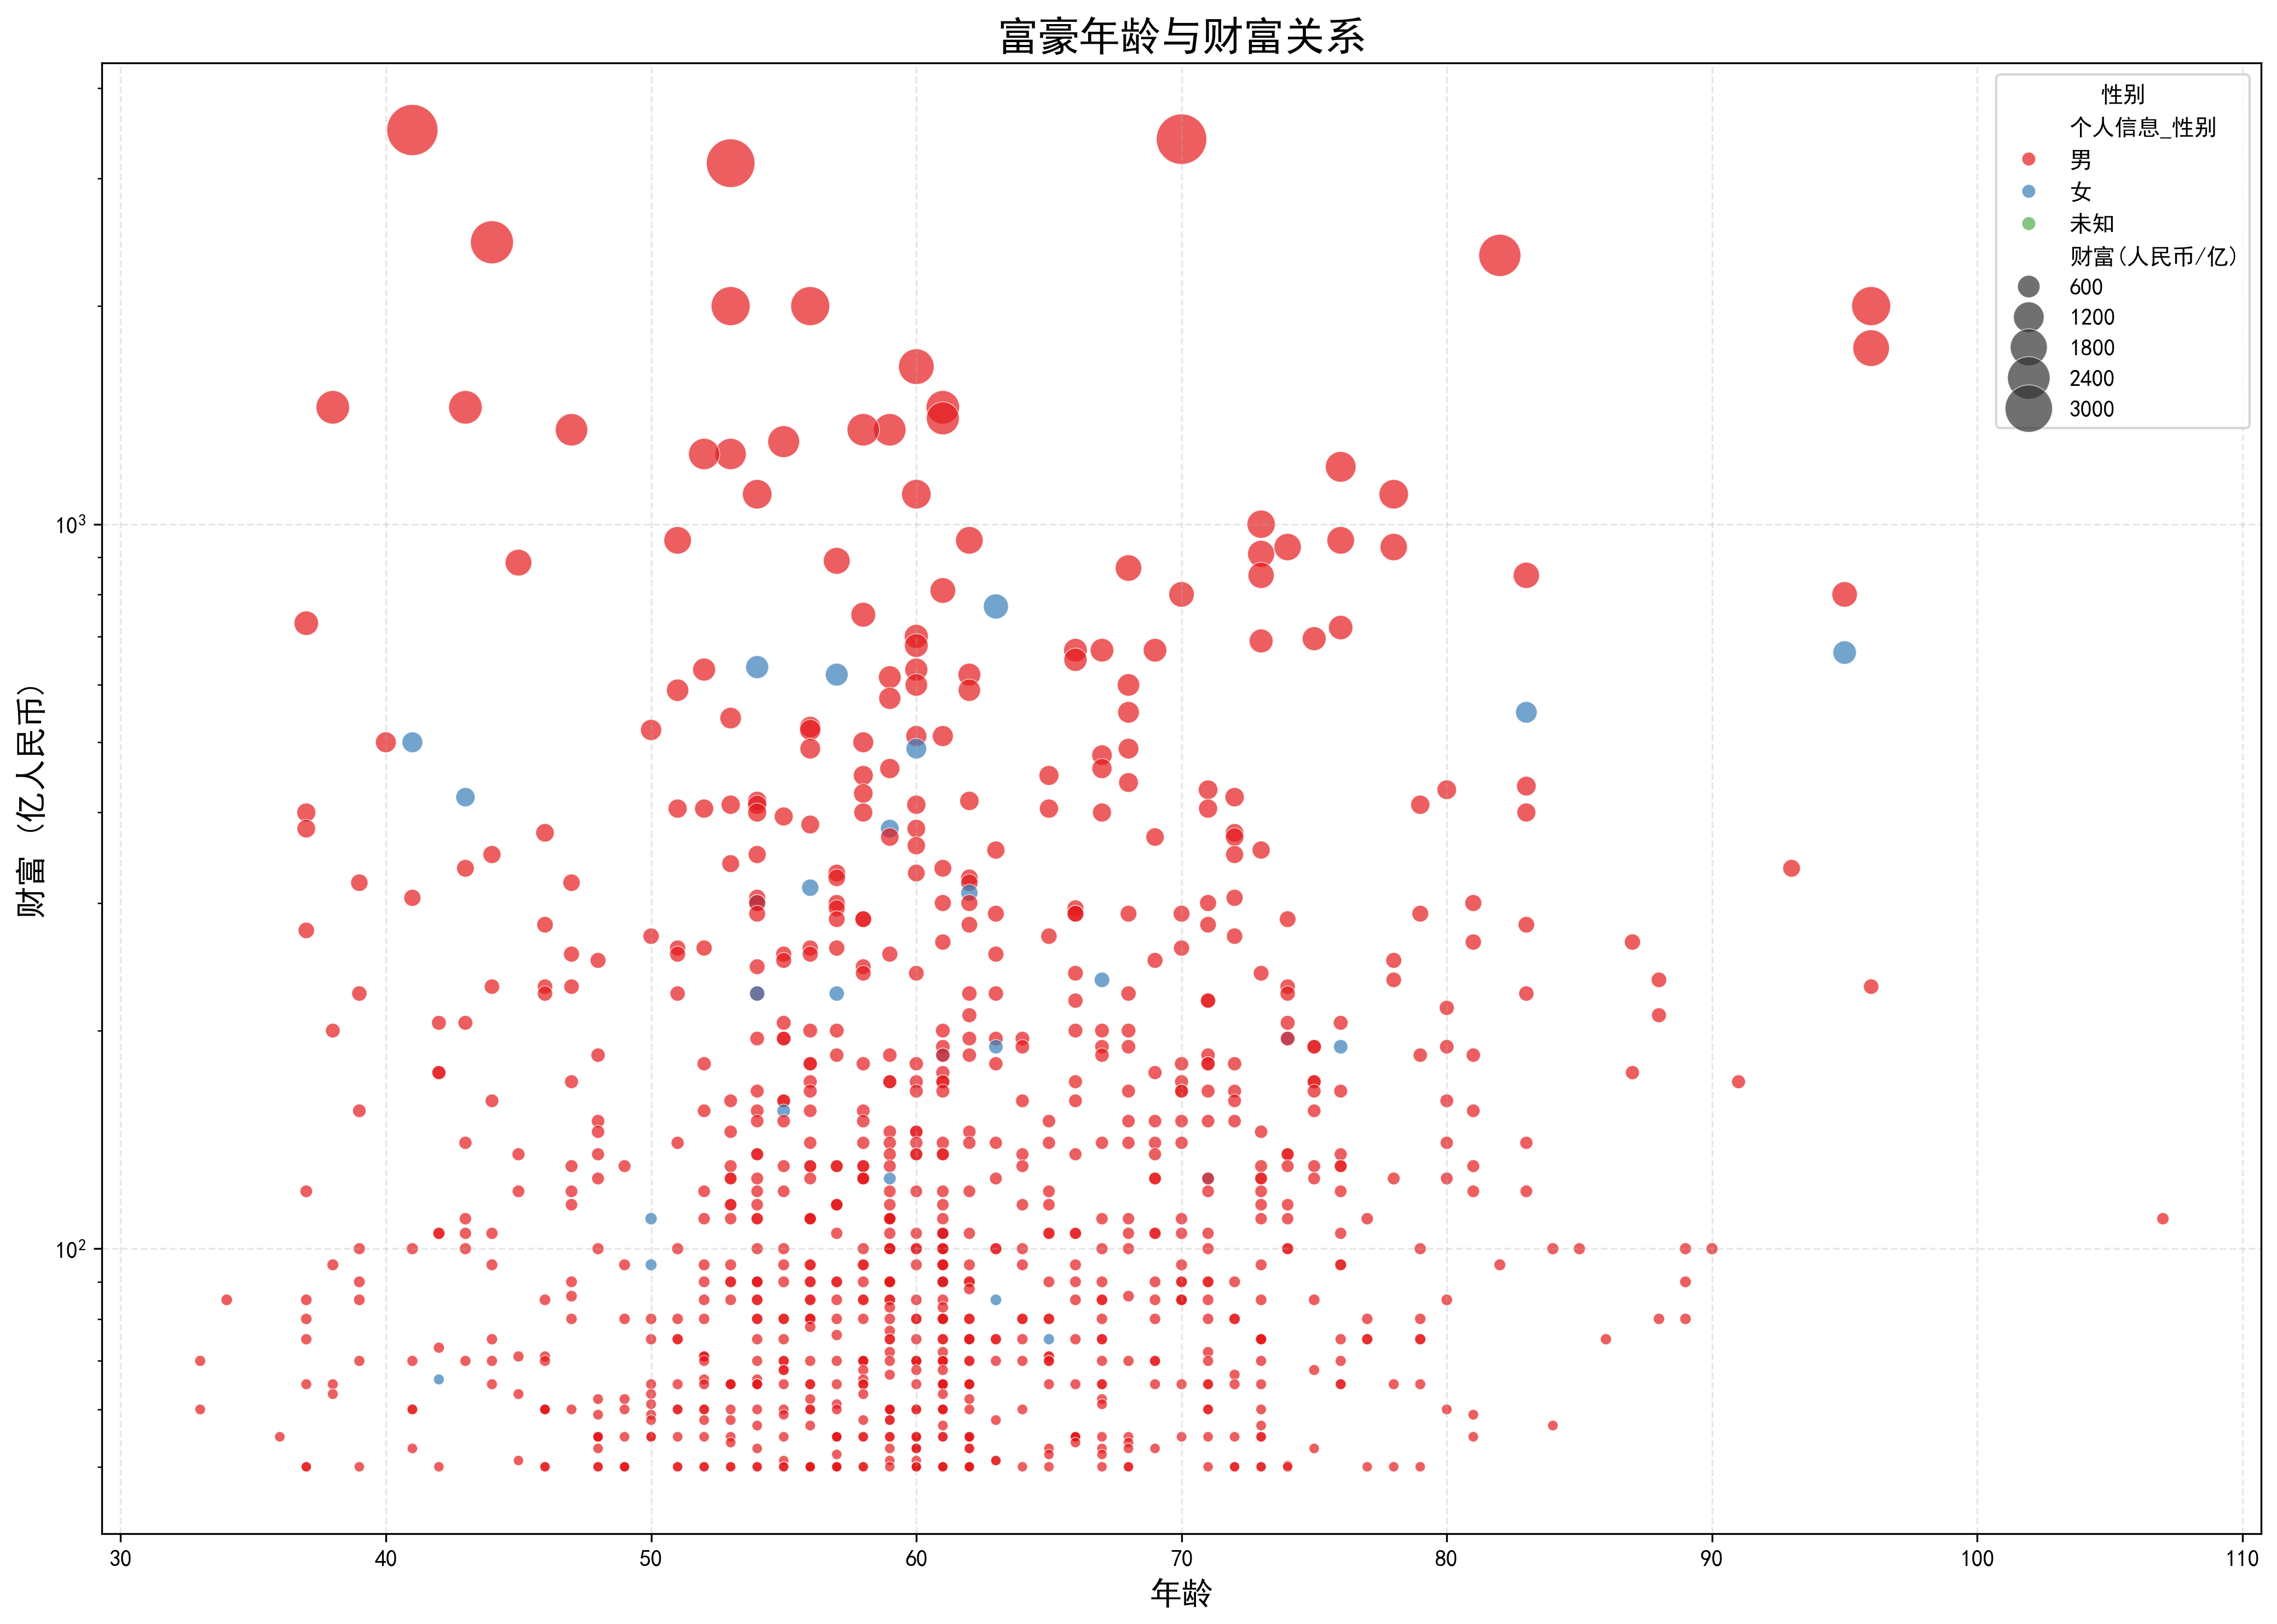 富豪年龄与财富关系
性别
个人信息_性别
男
女
未知
财富(人民币/亿)
600
1200
1800
2400
3000
财富 (亿人民币)
10³
10²
30 40 50 60 70 80 90 100 110
年龄